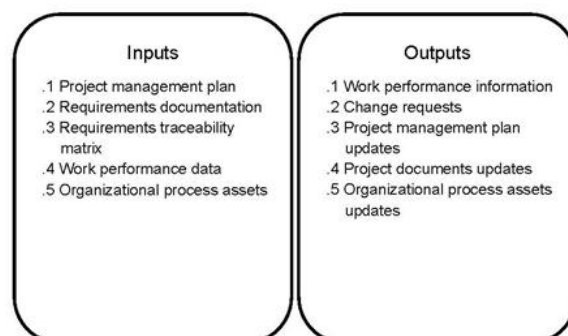 Inputs
.1 Project management plan
.2 Requirements documentation
.3 Requirements traceability
matrix
.4 Work performance data
.5 Organizational process assets
Outputs
.1 Work performance information
.2 Change requests
.3 Project management plan
updates
.4 Project documents updates
.5 Organizational process assets
updates